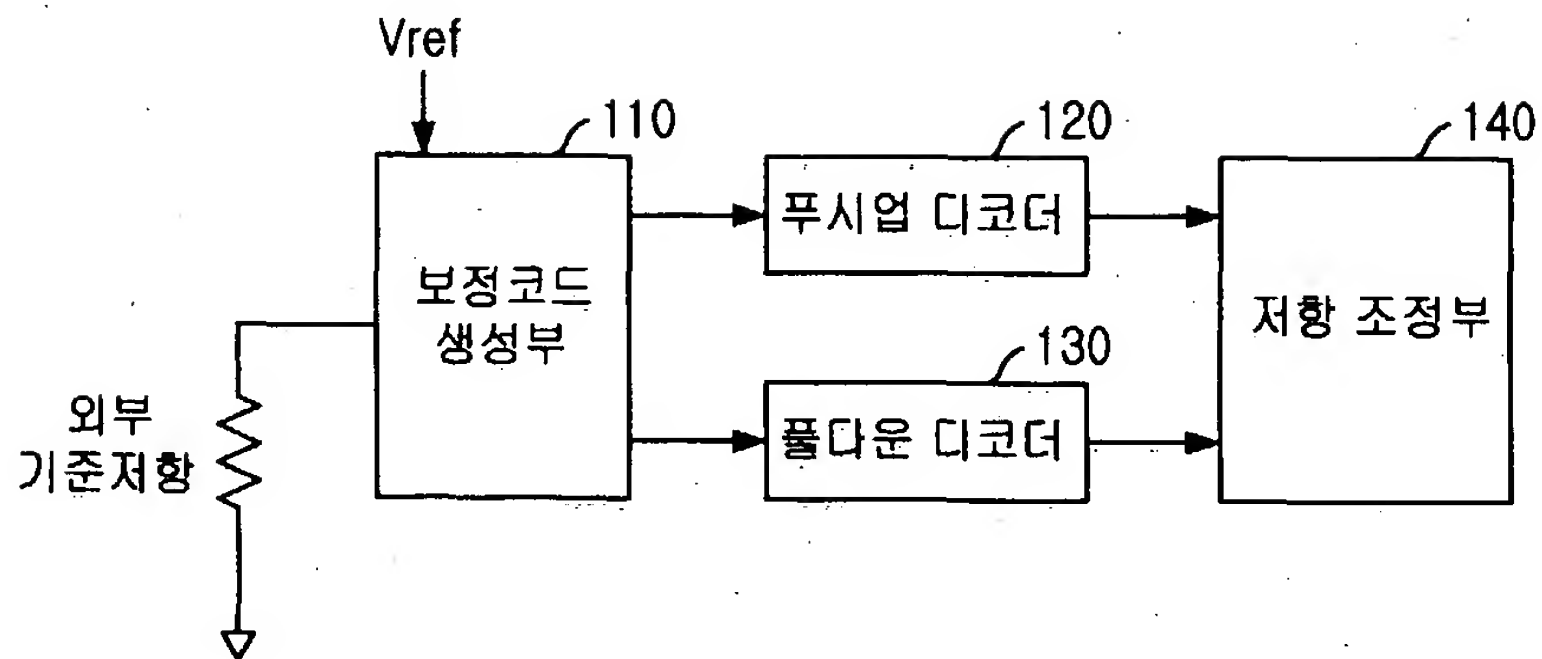 Vref
110
120
140
푸시업 디코더
보정코드
생성부
저항 조정부
130
풀다운 디코더
외부
기준저항